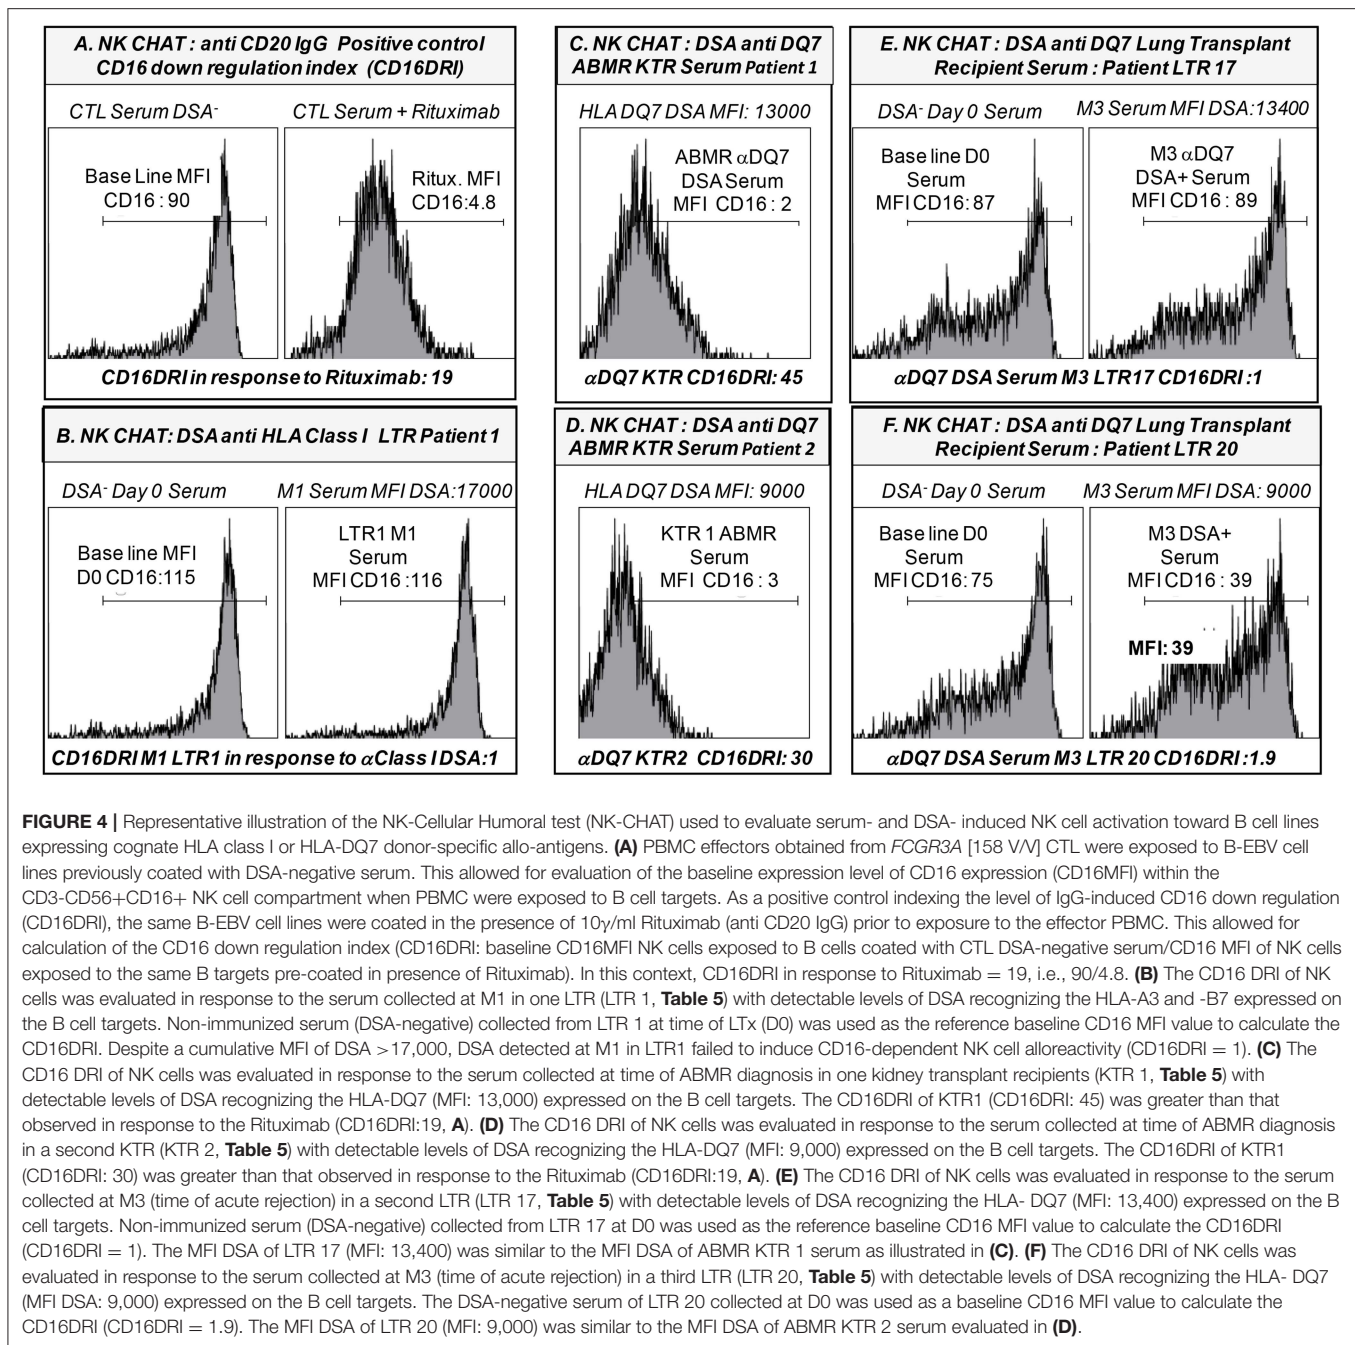 A. NK CHAT : anti CD20 IgG Positive control
CD16 down regulation index (CD16DRI)
CTL Serum DSA-
CTL Serum + Rituximab
Base Line MFI
CD16 : 90
Ritux. MFI
CD16:4.8
CD16DRI in response to Rituximab: 19
B. NK CHAT: DSA anti HLA Class I LTR Patient 1
DSA- Day 0 Serum
M1 Serum MFI DSA:17000
Base line MFI
D0 CD16:115
LTR1 M1
Serum
MFI CD16 :116
CD16DRI M1 LTR1 in response to αClass I DSA:1
C. NK CHAT : DSA anti DQ7
ABMR KTR Serum Patient 1
HLA DQ7 DSA MFI: 13000
ABMR αDQ7
DSA Serum
MFI CD16 : 2
αDQ7 KTR CD16DRI: 45
D. NK CHAT : DSA anti DQ7
ABMR KTR Serum Patient 2
HLA DQ7 DSA MFI: 9000
KTR 1 ABMR
Serum
MFI CD16 : 3
αDQ7 KTR2 CD16DRI: 30
E. NK CHAT : DSA anti DQ7 Lung Transplant
Recipient Serum : Patient LTR 17
DSA- Day 0 Serum
M3 Serum MFI DSA:13400
Base line D0
Serum
MFI CD16: 87
M3 αDQ7
DSA+ Serum
MFI CD16 : 89
αDQ7 DSA Serum M3 LTR17 CD16DRI :1
F. NK CHAT : DSA anti DQ7 Lung Transplant
Recipient Serum : Patient LTR 20
DSA- Day 0 Serum
M3 Serum MFI DSA: 9000
Base line D0
Serum
MFI CD16: 75
M3 DSA+
Serum
MFI CD16 : 39
MFI: 39
αDQ7 DSA Serum M3 LTR 20 CD16DRI :1.9
FIGURE 4 | Representative illustration of the NK-Cellular Humoral test (NK-CHAT) used to evaluate serum- and DSA- induced NK cell activation toward B cell lines
expressing cognate HLA class I or HLA-DQ7 donor-specific allo-antigens. (A) PBMC effectors obtained from FCGR3A [158 V/V] CTL were exposed to B-EBV cell
lines previously coated with DSA-negative serum. This allowed for evaluation of the baseline expression level of CD16 expression (CD16MFI) within the
CD3-CD56+CD16+ NK cell compartment when PBMC were exposed to B cell targets. As a positive control indexing the level of IgG-induced CD16 down regulation
(CD16DRI), the same B-EBV cell lines were coated in the presence of 10γ/ml Rituximab (anti CD20 IgG) prior to exposure to the effector PBMC. This allowed for
calculation of the CD16 down regulation index (CD16DRI: baseline CD16MFI NK cells exposed to B cells coated with CTL DSA-negative serum/CD16 MFI of NK cells
exposed to the same B targets pre-coated in presence of Rituximab). In this context, CD16DRI in response to Rituximab = 19, i.e., 90/4.8. (B) The CD16 DRI of NK
cells was evaluated in response to the serum collected at M1 in one LTR (LTR 1, Table 5) with detectable levels of DSA recognizing the HLA-A3 and -B7 expressed on
the B cell targets. Non-immunized serum (DSA-negative) collected from LTR 1 at time of LTx (D0) was used as the reference baseline CD16 MFI value to calculate the
CD16DRI. Despite a cumulative MFI of DSA >17,000, DSA detected at M1 in LTR1 failed to induce CD16-dependent NK cell alloreactivity (CD16DRI = 1). (C) The
CD16 DRI of NK cells was evaluated in response to the serum collected at time of ABMR diagnosis in one kidney transplant recipients (KTR 1, Table 5) with
detectable levels of DSA recognizing the HLA-DQ7 (MFI: 13,000) expressed on the B cell targets. The CD16DRI of KTR1 (CD16DRI: 45) was greater than that
observed in response to the Rituximab (CD16DRI:19, A). (D) The CD16 DRI of NK cells was evaluated in response to the serum collected at time of ABMR diagnosis
in a second KTR (KTR 2, Table 5) with detectable levels of DSA recognizing the HLA-DQ7 (MFI: 9,000) expressed on the B cell targets. The CD16DRI of KTR1
(CD16DRI: 30) was greater than that observed in response to the Rituximab (CD16DRI:19, A). (E) The CD16 DRI of NK cells was evaluated in response to the serum
collected at M3 (time of acute rejection) in a second LTR (LTR 17, Table 5) with detectable levels of DSA recognizing the HLA- DQ7 (MFI: 13,400) expressed on the B
cell targets. Non-immunized serum (DSA-negative) collected from LTR 17 at D0 was used as the reference baseline CD16 MFI value to calculate the CD16DRI
(CD16DRI = 1). The MFI DSA of LTR 17 (MFI: 13,400) was similar to the MFI DSA of ABMR KTR 1 serum as illustrated in (C). (F) The CD16 DRI of NK cells was
evaluated in response to the serum collected at M3 (time of acute rejection) in a third LTR (LTR 20, Table 5) with detectable levels of DSA recognizing the HLA- DQ7
(MFI DSA: 9,000) expressed on the B cell targets. The DSA-negative serum of LTR 20 collected at D0 was used as a baseline CD16 MFI value to calculate the
CD16DRI (CD16DRI = 1.9). The MFI DSA of LTR 20 (MFI: 9,000) was similar to the MFI DSA of ABMR KTR 2 serum evaluated in (D).